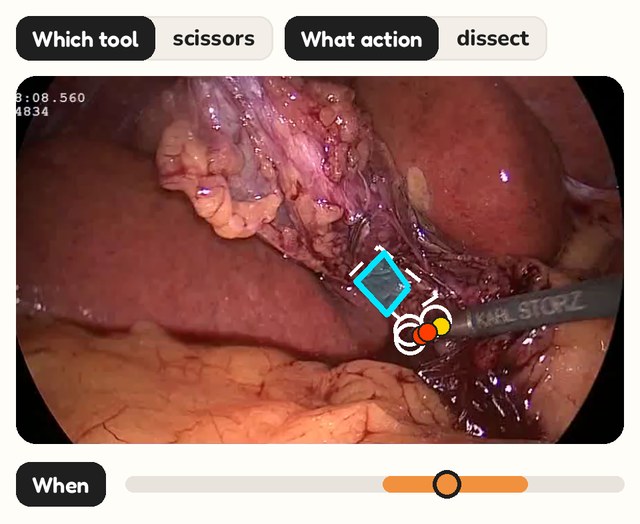 Which tool scissors What action dissect
8:08.560
4834
KARL STORZ
When